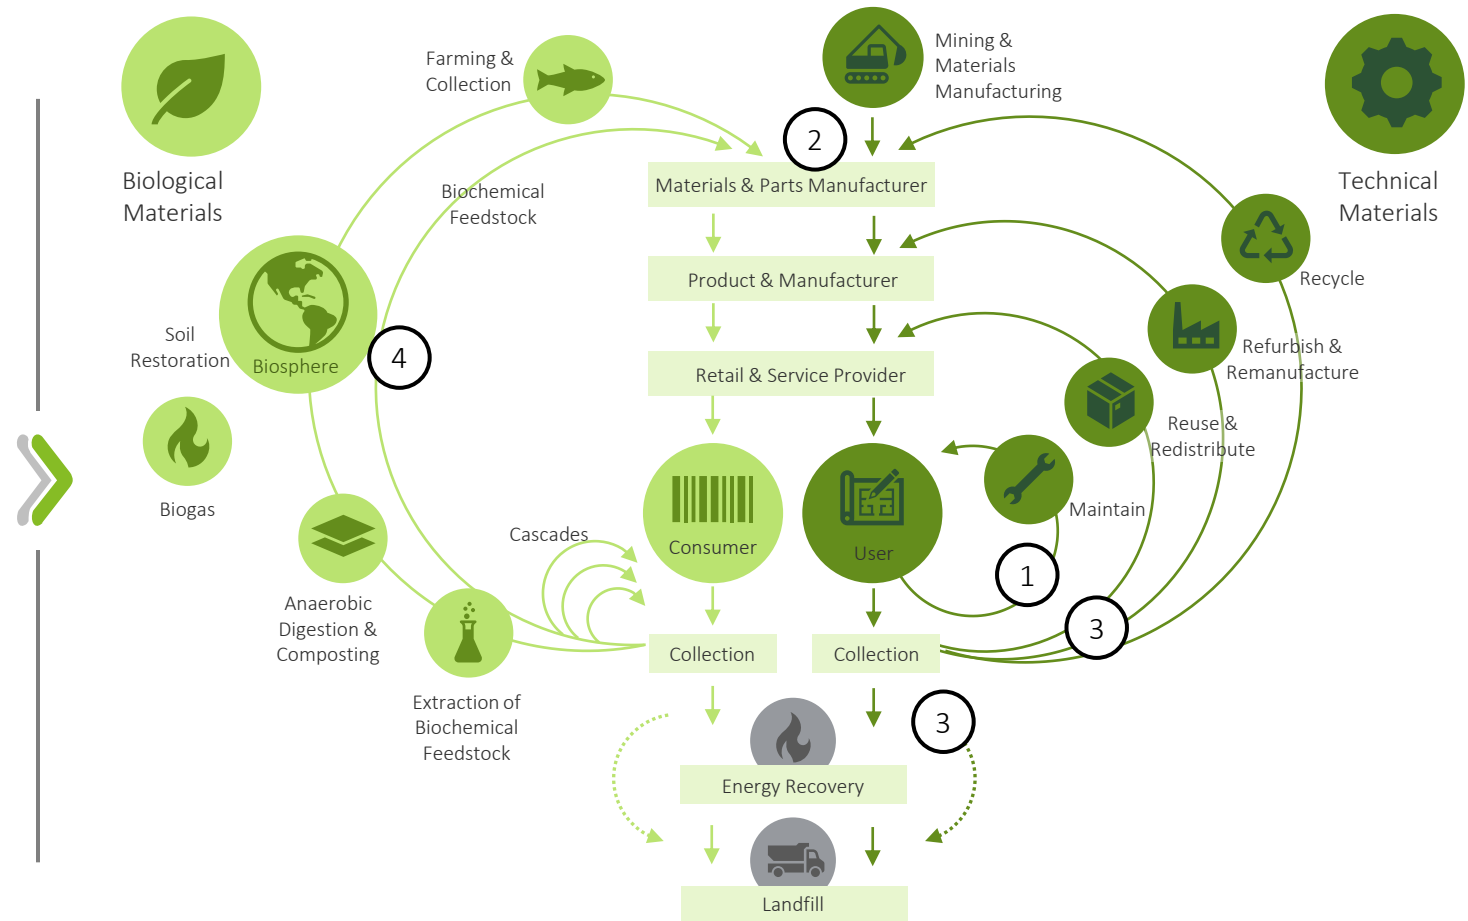 Biological
Materials
Farming &
Collection
Mining &
Materials
Manufacturing
Technical
Materials
2
Biochemical
Feedstock
Materials & Parts Manufacturer
Recycle
Product & Manufacturer
Soil
Restoration
Biosphere
4
Refurbish &
Remanufacture
Retail & Service Provider
Reuse &
Redistribute
Biogas
Cascades
Consumer
User
Maintain
1
Anaerobic
Digestion &
Composting
3
Collection
Collection
Extraction of
Biochemical
Feedstock
3
Energy Recovery
Landfill